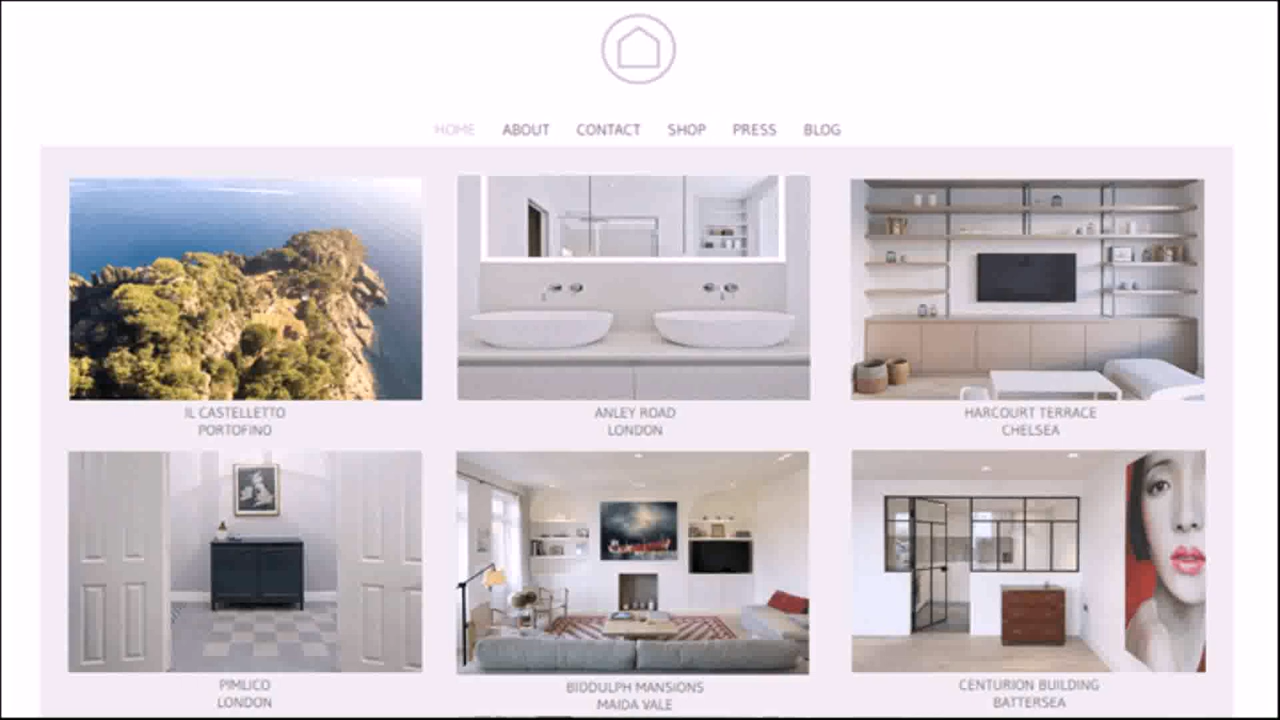 HOME ABOUT CONTACT SHOP PRESS BLOG
IL CASTELLETTO
PORTOFINO
ANLEY ROAD
LONDON
HARCOURT TERRACE
CHELSEA
PIMLICO
LONDON
BIDDULPH MANSIONS
MAIDA VALE
CENTURION BUILDING
BATTERSEA